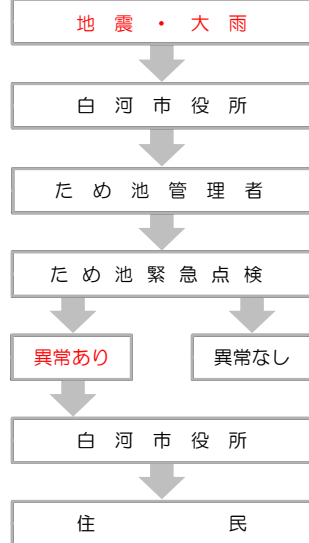 地震・大雨
白河市役所
ため池管理者
ため池緊急点検
異常あり 異常なし
白河市役所
住民